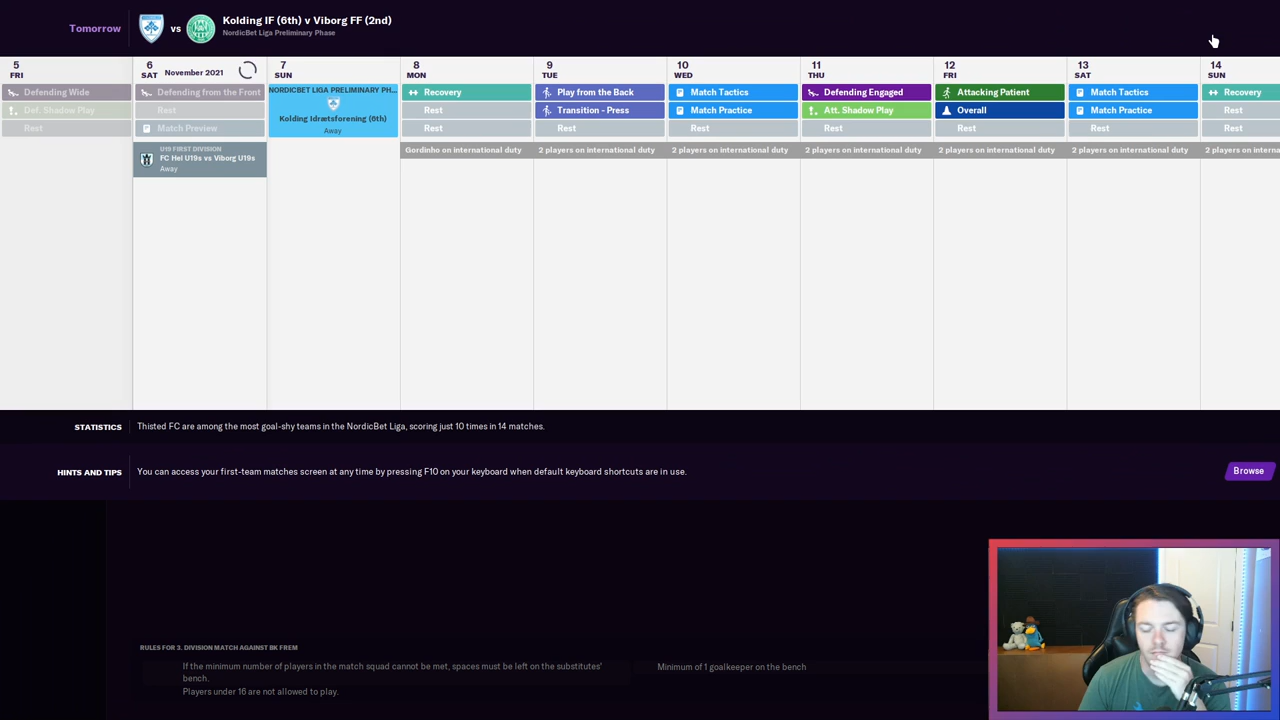 Tomorrow
vs
Kolding IF (6th) v Viborg FF (2nd)
NordicBet Liga Preliminary Phase
5
FRI
6
SAT November 2021
7
SUN
8
MON
9
TUE
10
WED
11
THU
12
FRI
13
SAT
14
SUN
Defending Wide
Def. Shadow Play
Rest
Defending from the Front
Rest
Match Preview
U19 FIRST DIVISION
FC Hel U19s vs Viborg U19s
Away
NORDICBET LIGA PRELIMINARY PH...
Kolding Idrætsforening (6th)
Away
Recovery
Rest
Rest
Gordinho on international duty
Play from the Back
Transition - Press
Rest
2 players on international duty
Match Tactics
Match Practice
Rest
2 players on international duty
Defending Engaged
Att. Shadow Play
Rest
2 players on international duty
Attacking Patient
Overall
Rest
2 players on international duty
Match Tactics
Match Practice
Rest
2 players on international duty
Recovery
Rest
Rest
2 players on interna
STATISTICS Thisted FC are among the most goal-shy teams in the NordicBet Liga, scoring just 10 times in 14 matches.
HINTS AND TIPS You can access your first-team matches screen at any time by pressing F10 on your keyboard when default keyboard shortcuts are in use.
Browse
RULES FOR 3. DIVISION MATCH AGAINST BK FREM
If the minimum number of players in the match squad cannot be met, spaces must be left on the substitutes'
bench.
Players under 16 are not allowed to play.
Minimum of 1 goalkeeper on the bench